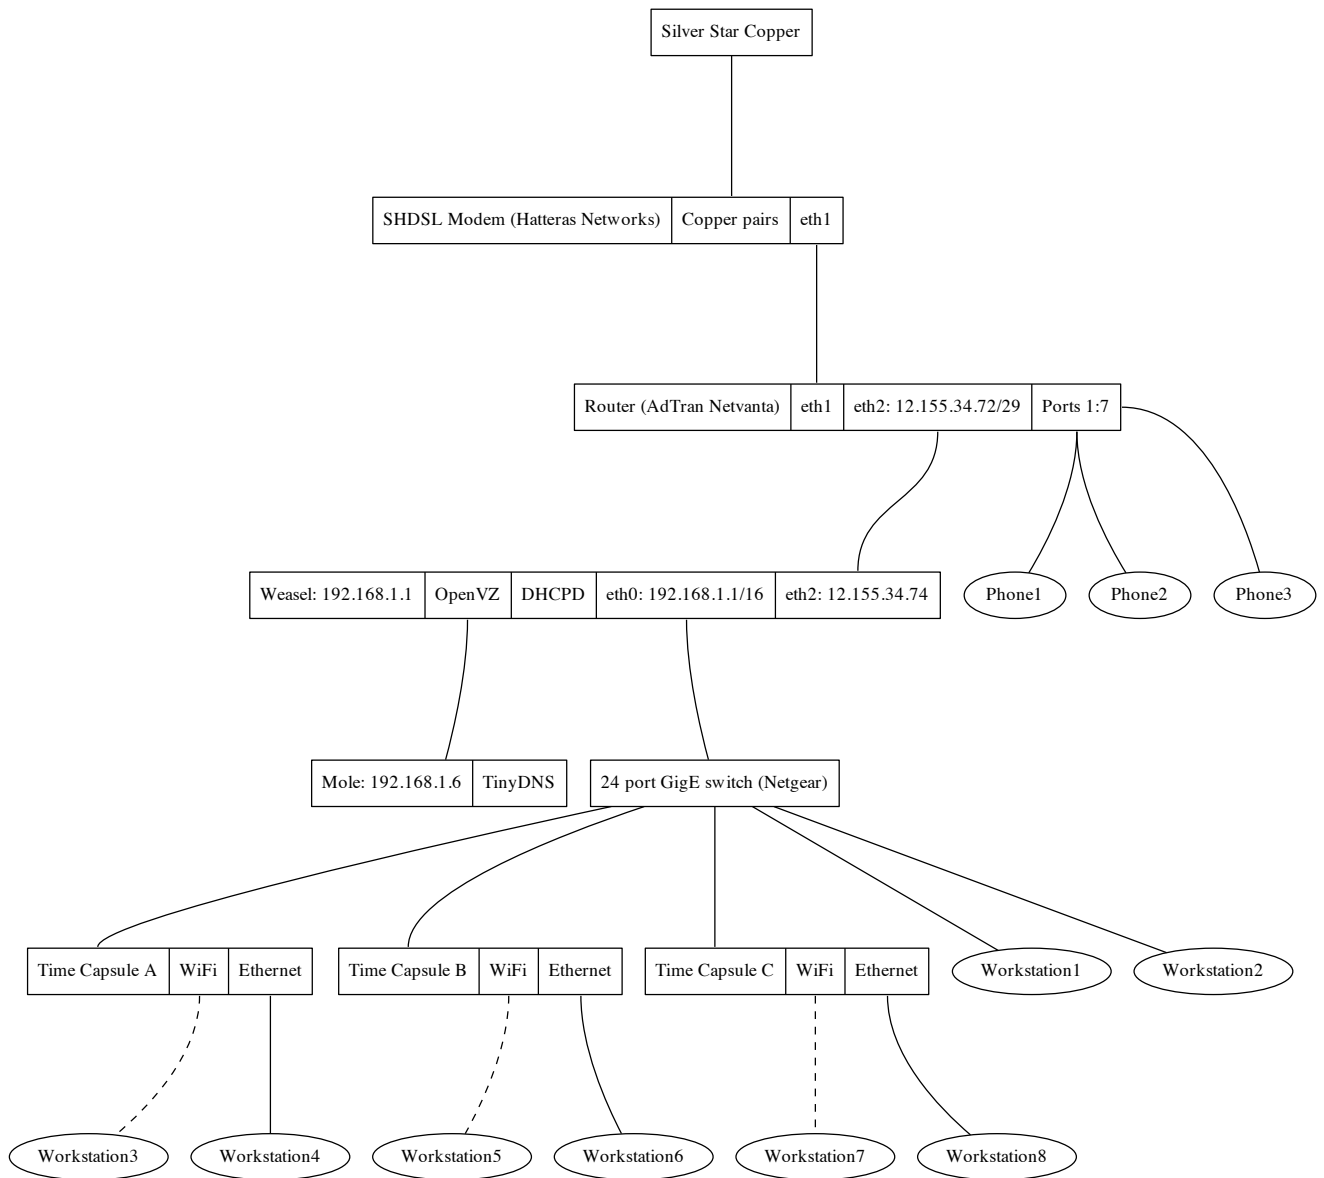 Silver Star Copper
SHDSL Modem (Hatteras Networks) Copper pairs eth1
Router (AdTran Netvanta) eth1 eth2: 12.155.34.72/29 Ports 1:7
Weasel: 192.168.1.1 OpenVZ DHCPD eth0: 192.168.1.1/16 eth2: 12.155.34.74 Phone1 Phone2 Phone3
Mole: 192.168.1.6 TinyDNS 24 port GigE switch (Netgear)
Time Capsule A WiFi Ethernet Time Capsule B WiFi Ethernet Time Capsule C WiFi Ethernet Workstation1 Workstation2
Workstation3 Workstation4 Workstation5 Workstation6 Workstation7 Workstation8